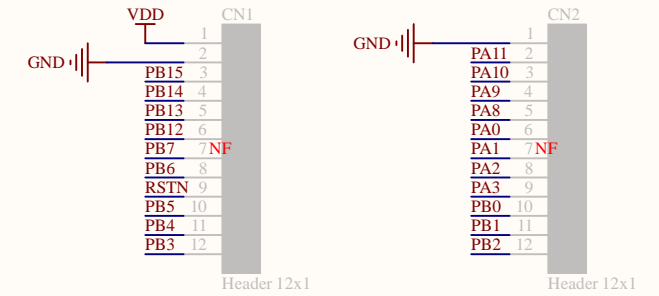 VDD
CN1
1
GND
2
PB15 3
PB14 4
PB13 5
PB12 6
PB7 7 NF
PB6 8
RSTN 9
PB5 10
PB4 11
PB3 12
Header 12x1
CN2
GND
1
PA11 2
PA10 3
PA9 4
PA8 5
PA0 6
PA1 7 NF
PA2 8
PA3 9
PB0 10
PB1 11
PB2 12
Header 12x1